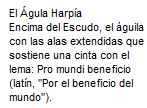 El Águla Harpía
Encima del Escudo, el águila
con las alas extendidas que
sostiene una cinta con el
lema: Pro mundi beneficio
(latín, "Por el beneficio del
mundo").